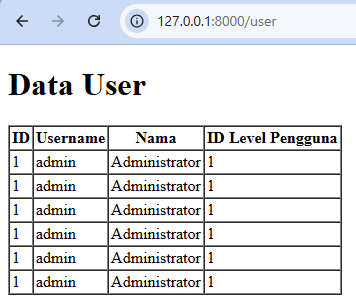 127.0.0.1:8000/user
Data User
ID Username Nama ID Level Pengguna
1 admin Administrator 1
1 admin Administrator 1
1 admin Administrator 1
1 admin Administrator 1
1 admin Administrator 1
1 admin Administrator 1